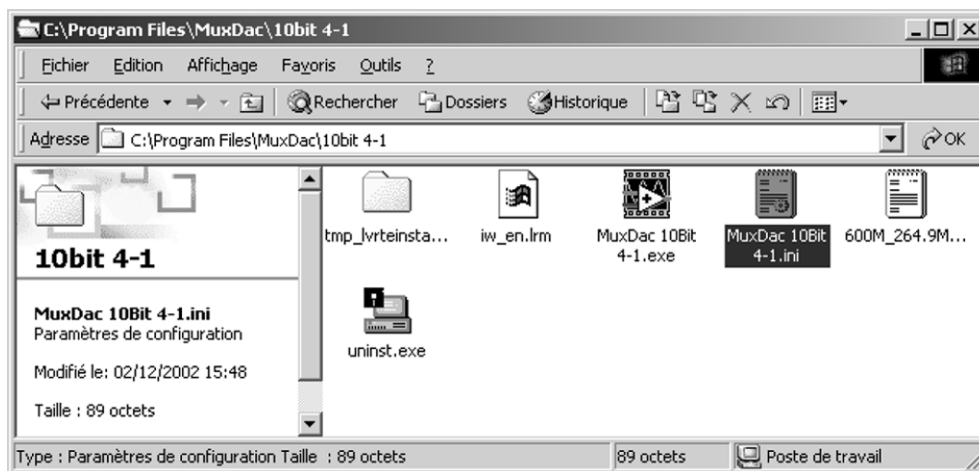 C:\Program Files\MuxDac\10bit 4-1
Fichier Edition Affichage Favoris Outils ?
Précédente Rechercher Dossiers Historique
Adresse C:\Program Files\MuxDac\10bit 4-1 OK
10bit 4-1
MuxDac 10Bit 4-1.ini
Paramètres de configuration
Modifié le: 02/12/2002 15:48
Taille : 89 octets
tmp_lvrteinsta...
iw_en.lrm
MuxDac 10Bit
4-1.exe
MuxDac 10Bit
4-1.ini
600M_264.9M...
uninst.exe
Type : Paramètres de configuration Taille : 89 octets 89 octets Poste de travail